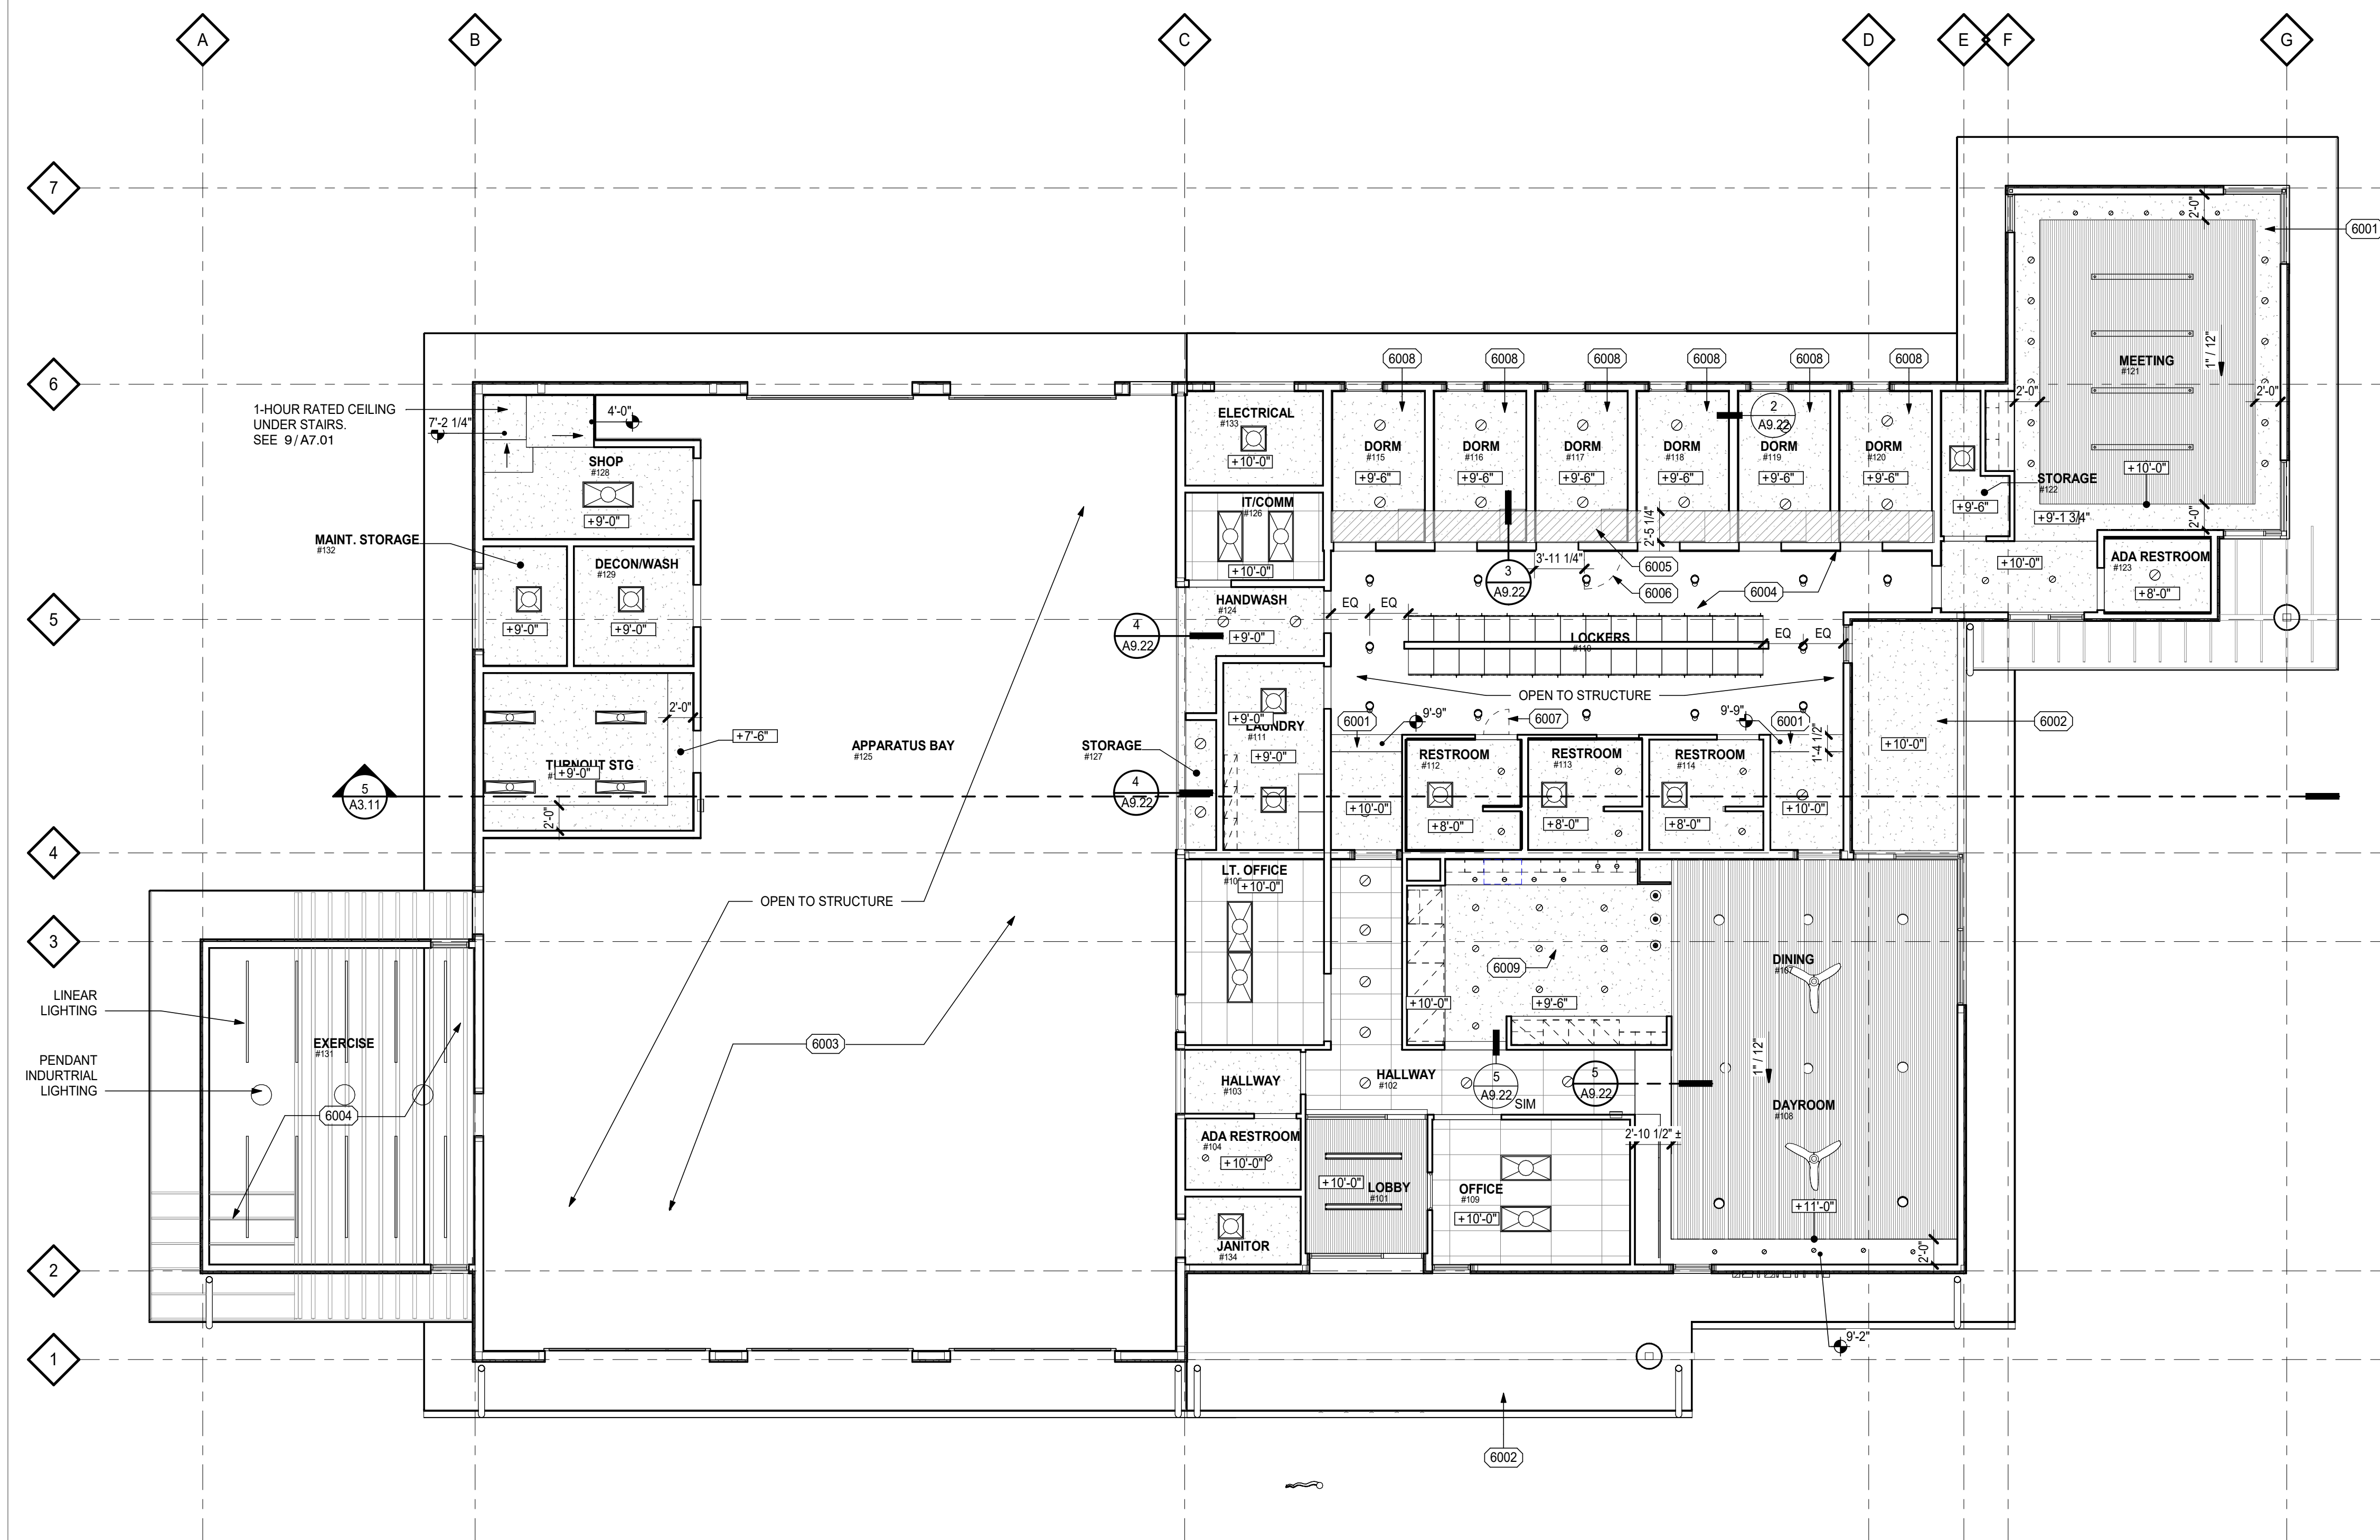 A
B
C
D
E
F
G
7
6
5
4
3
2
1
6001
6008
6008
6008
6008
6008
6008
1-HOUR RATED CEILING
UNDER STAIRS.
SEE 9/A7.01
7'-2 1/4"
4'-0"
SHOP
#128
+9'-0"
MAINT. STORAGE
#132
+9'-0"
DECON/WASH
#129
+9'-0"
TURNOUT STG
+9'-0"
2'-0"
2'-0"
+7'-6"
5
A3.11
APPARATUS BAY
#125
OPEN TO STRUCTURE
6003
LINEAR
LIGHTING
PENDANT
INDURTRIAL
LIGHTING
EXERCISE
#131
6004
ELECTRICAL
#133
+10'-0"
IT/COMM
#126
+10'-0"
HANDWASH
#124
+9'-0"
4
A9.22
STORAGE
#127
4
A9.22
+9'-0"
LAUNDRY
#111
+9'-0"
DORM
#115
+9'-6"
DORM
#116
+9'-6"
DORM
#117
+9'-6"
DORM
#118
+9'-6"
DORM
#119
+9'-6"
DORM
#120
+9'-6"
2
A9.22
2'-5 1/4"
3'-11 1/4"
3
A9.22
6005
6006
6004
EQ
EQ
LOCKERS
#110
EQ
EQ
OPEN TO STRUCTURE
6001
9'-9"
6007
9'-9"
6001
1'-4 1/2"
RESTROOM
#112
+8'-0"
RESTROOM
#113
+8'-0"
RESTROOM
#114
+8'-0"
+10'-0"
+10'-0"
6002
+10'-0"
2'-0"
MEETING
#121
1" / 12"
2'-0"
2'-0"
+10'-0"
STORAGE
#122
+9'-6"
+9'-1 3/4"
2'-0"
+10'-0"
ADA RESTROOM
#123
+8'-0"
LT. OFFICE
+10'-0"
6009
+10'-0"
+9'-6"
DINING
#107
1" / 12"
DAYROOM
#108
2'-10 1/2" ±
+11'-0"
2'-0"
9'-2"
HALLWAY
#103
HALLWAY
#102
5
A9.22
SIM
5
A9.22
ADA RESTROOM
#104
+10'-0"
JANITOR
#134
+10'-0"
LOBBY
#101
OFFICE
#109
+10'-0"
6002